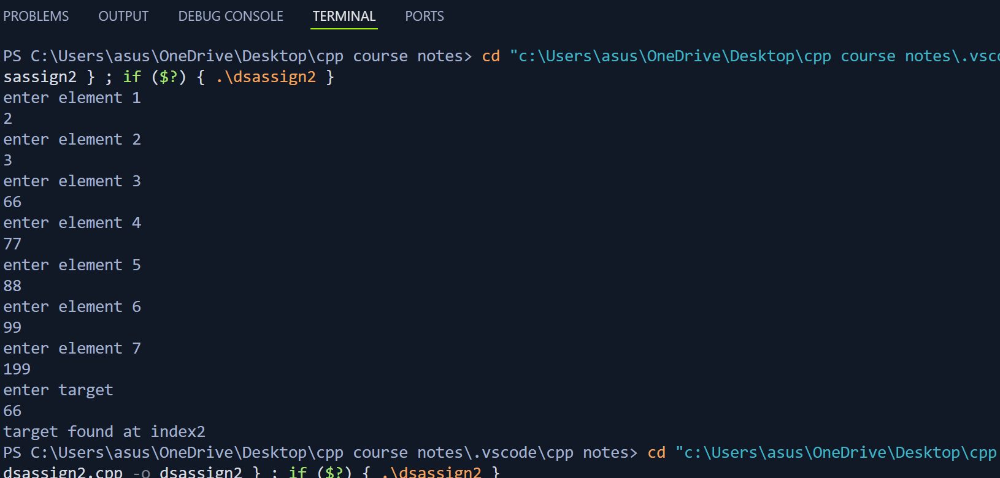 PROBLEMS OUTPUT DEBUG CONSOLE TERMINAL PORTS
PS C:\Users\asus\OneDrive\Desktop\cpp course notes> cd "c:\Users\asus\OneDrive\Desktop\cpp course notes\.vsc
sassign2 } ; if ($?) { .\dsassign2 }
enter element 1
2
enter element 2
3
enter element 3
66
enter element 4
77
enter element 5
88
enter element 6
99
enter element 7
199
enter target
66
target found at index2
PS C:\Users\asus\OneDrive\Desktop\cpp course notes\.vscode\cpp notes> cd "c:\Users\asus\OneDrive\Desktop\cpp
dsassign2.cpp -o dsassign2 } ; if ($?) { .\dsassign2 }